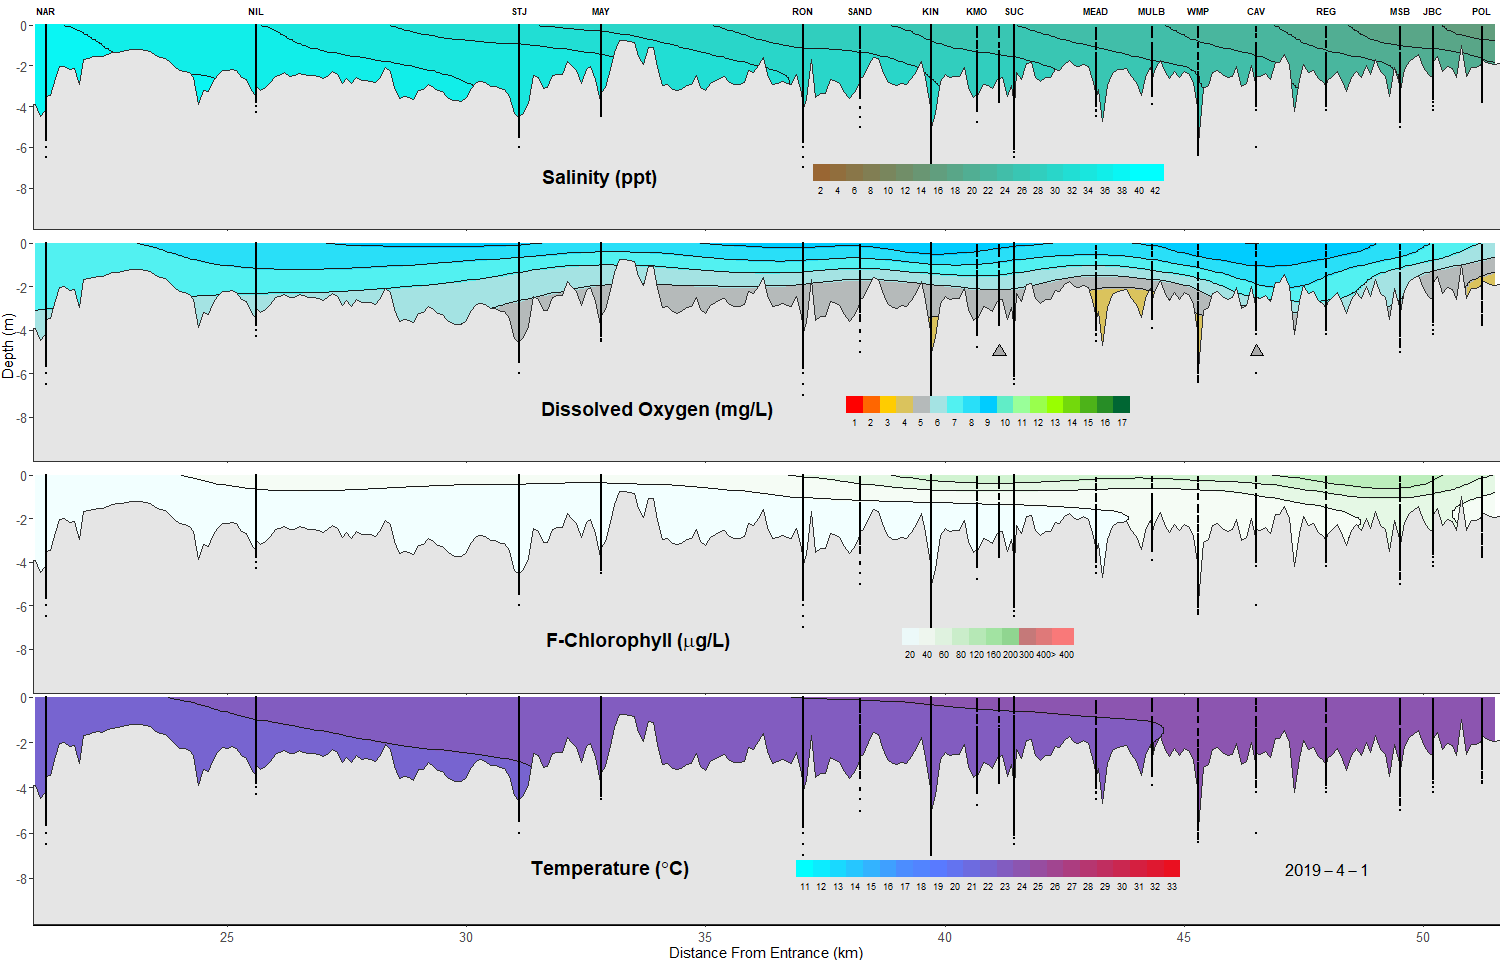 NAR NIL STJ MAY RON SAND KIN KMO SUC MEAD MULB WMP CAV REG MSB JBC POL
0
-2
-4
-6
-8
Salinity (ppt)
2 4 6 8 10 12 14 16 18 20 22 24 26 28 30 32 34 36 38 40 42
0
-2
-4
-6
-8
Depth (m)
Dissolved Oxygen (mg/L)
1 2 3 4 5 6 7 8 9 10 11 12 13 14 15 16 17
0
-2
-4
-6
-8
F-Chlorophyll (μg/L)
20 40 60 80 120 160 200 300 400> 400
0
-2
-4
-6
-8
Temperature (°C)
11 12 13 14 15 16 17 18 19 20 21 22 23 24 25 26 27 28 29 30 31 32 33
2019 – 4 – 1
25 30 35 40 45 50
Distance From Entrance (km)